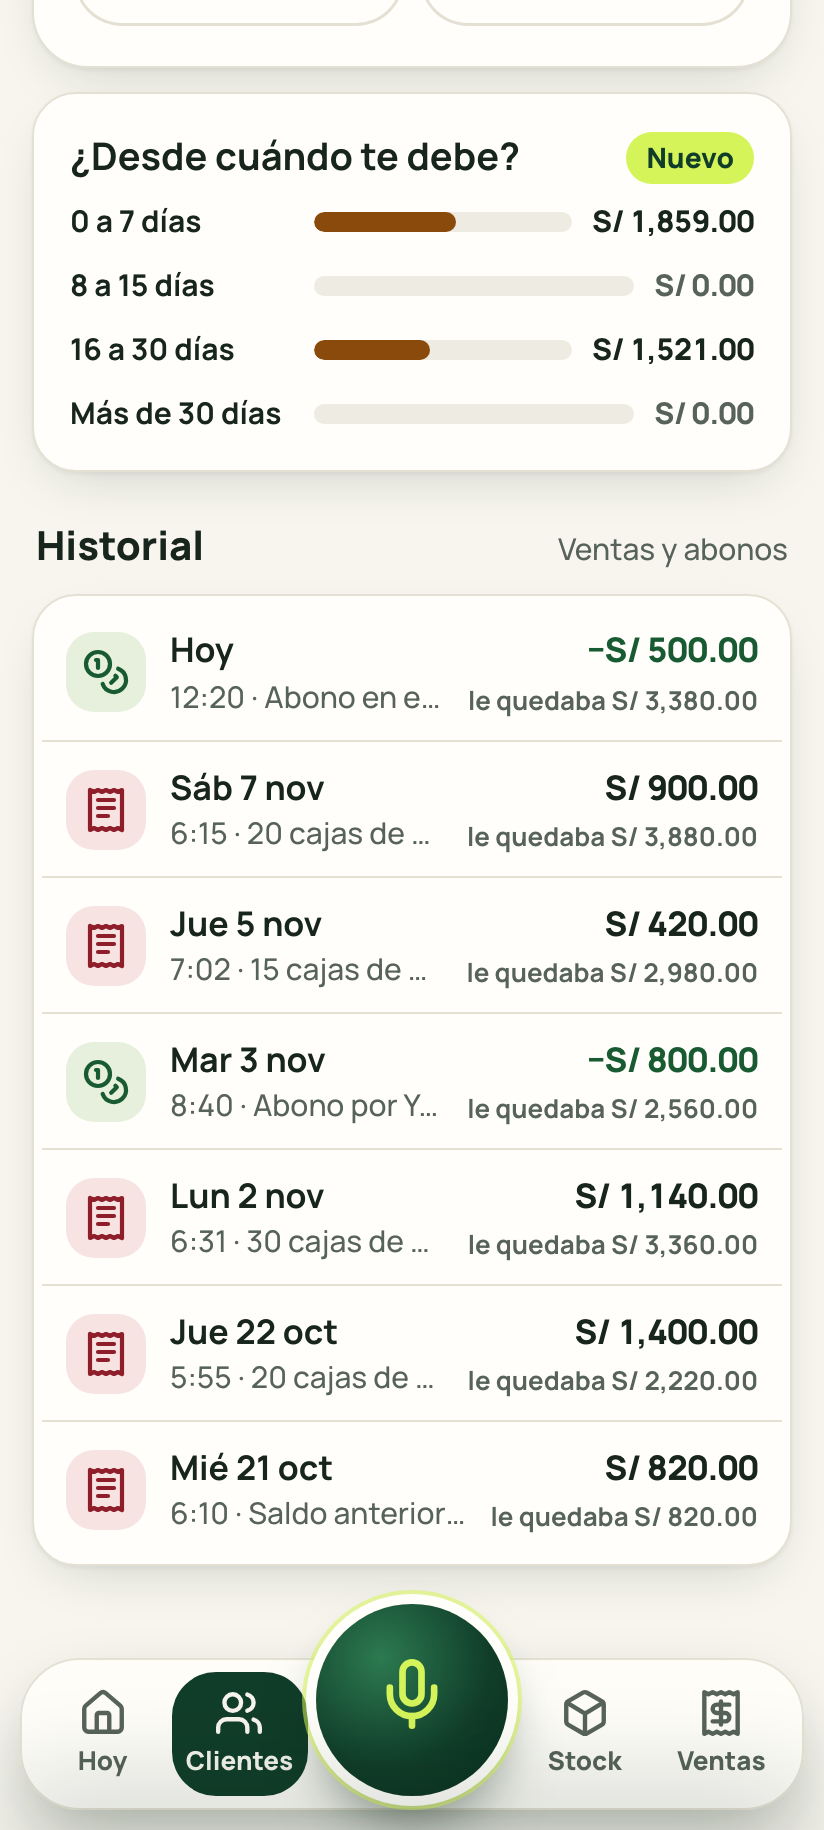 ¿Desde cuándo te debe?
Nuevo
0 a 7 días S/ 1,859.00
8 a 15 días S/ 0.00
16 a 30 días S/ 1,521.00
Más de 30 días S/ 0.00
Historial Ventas y abonos
Hoy −S/ 500.00
12:20 · Abono en e... le quedaba S/ 3,380.00
Sáb 7 nov S/ 900.00
6:15 · 20 cajas de ... le quedaba S/ 3,880.00
Jue 5 nov S/ 420.00
7:02 · 15 cajas de ... le quedaba S/ 2,980.00
Mar 3 nov −S/ 800.00
8:40 · Abono por Y... le quedaba S/ 2,560.00
Lun 2 nov S/ 1,140.00
6:31 · 30 cajas de ... le quedaba S/ 3,360.00
Jue 22 oct S/ 1,400.00
5:55 · 20 cajas de ... le quedaba S/ 2,220.00
Mié 21 oct S/ 820.00
6:10 · Saldo anterior... le quedaba S/ 820.00
Hoy Clientes Stock Ventas